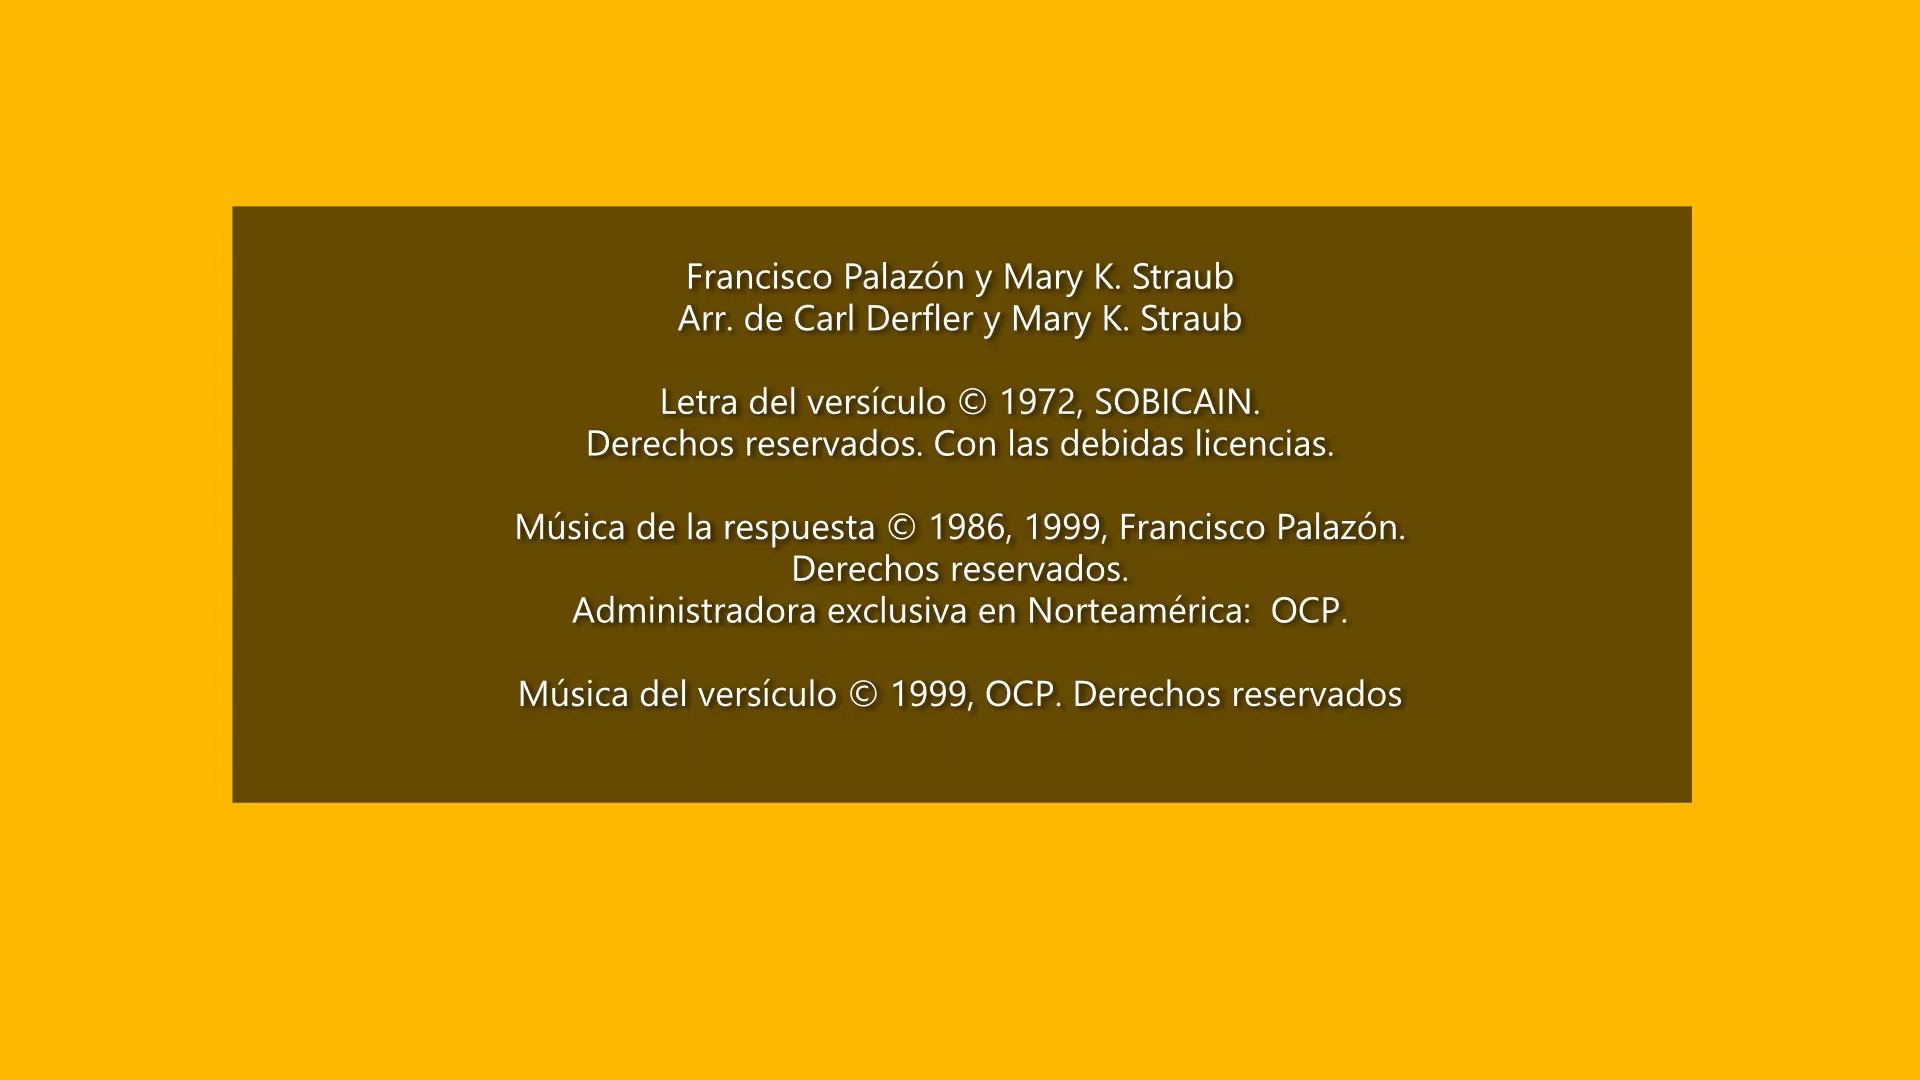 Francisco Palazón y Mary K. Straub
Arr. de Carl Derfler y Mary K. Straub
Letra del versículo © 1972, SOBICAIN.
Derechos reservados. Con las debidas licencias.
Música de la respuesta © 1986, 1999, Francisco Palazón.
Derechos reservados.
Administradora exclusiva en Norteamérica:  OCP.
Música del versículo © 1999, OCP. Derechos reservados